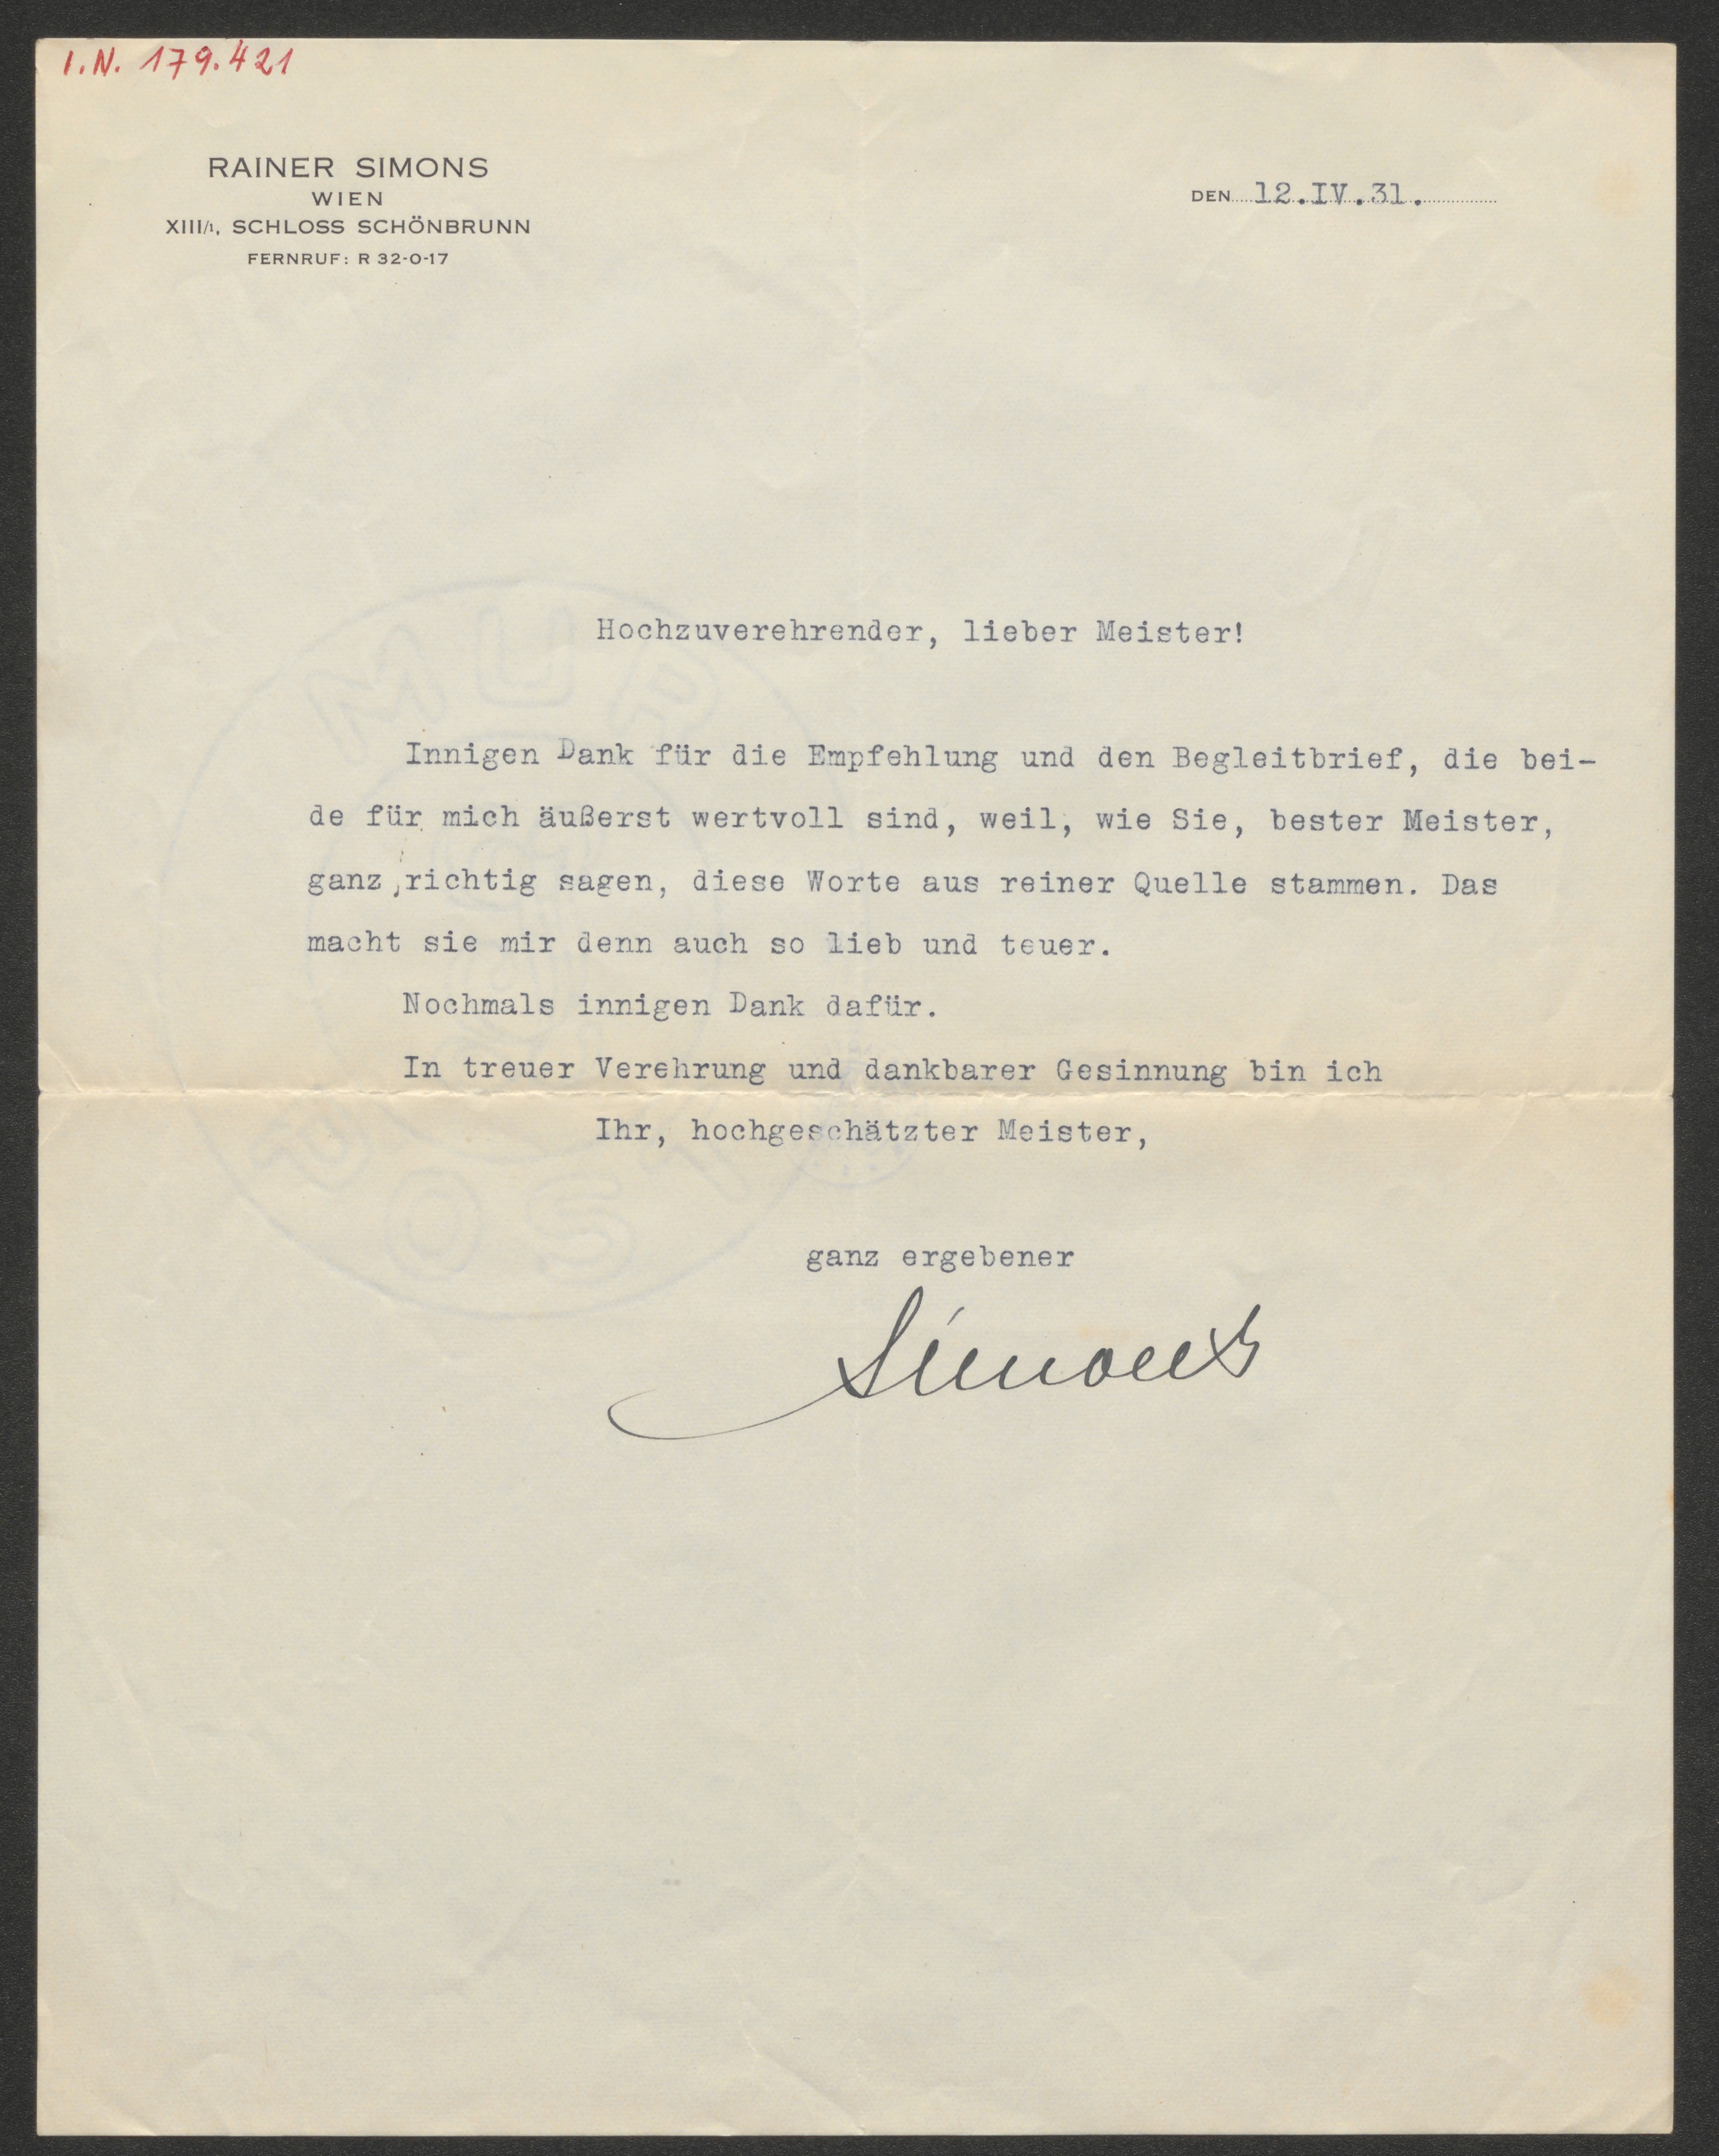 I.N. 179.421
RAINER SIMONS
WIEN
XIII/1, SCHLOSS SCHÖNBRUNN
FERNRUF: R 32-0-17
DEN 12.IV.31.
Hochzuverehrender, lieber Meister!
Innigen Dank für die Empfehlung und den Begleitbrief, die bei-
de für mich äußerst wertvoll sind, weil, wie Sie, bester Meister,
ganz richtig sagen, diese Worte aus reiner Quelle stammen. Das
macht sie mir denn auch so lieb und teuer.
Nochmals innigen Dank dafür.
In treuer Verehrung und dankbarer Gesinnung bin ich
Ihr, hochgeschätzter Meister,
ganz ergebener
Simons